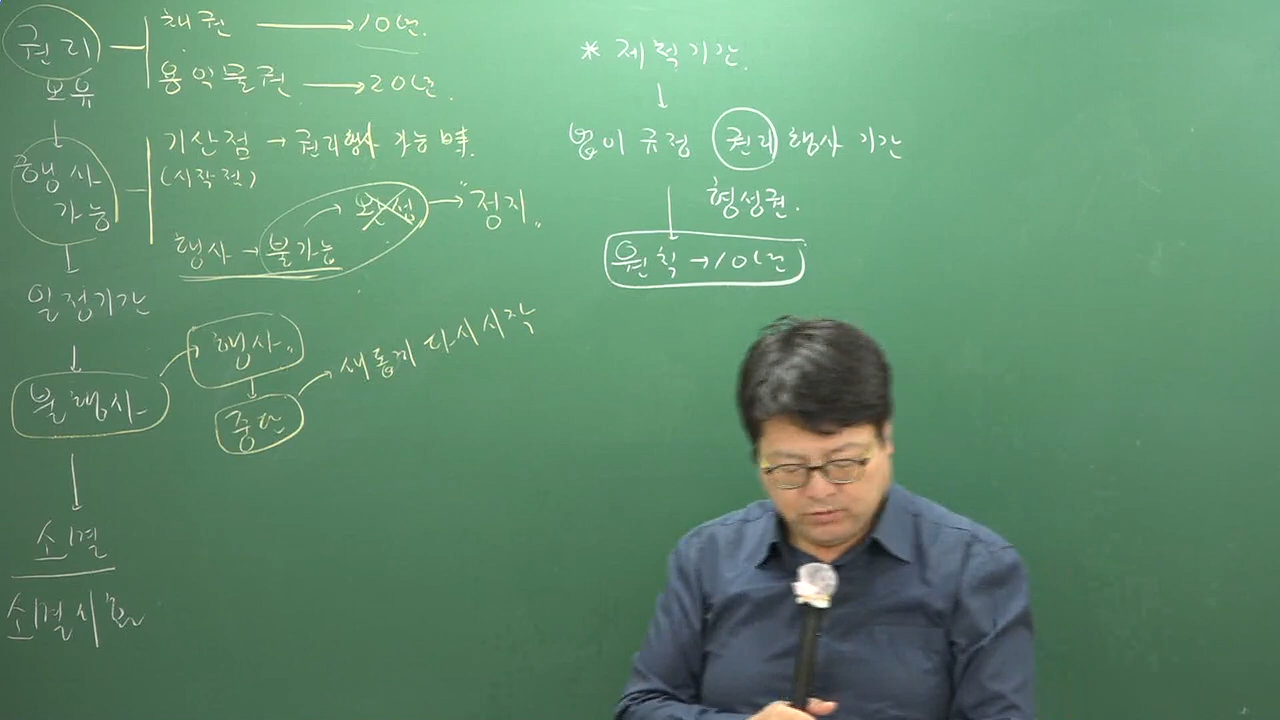 권리
보유
채권 → 10년.
용익물권 → 20년.
행사
가능
기산점 → 권리행사 가능 時.
(시작점)
행사 → 불가능
완성 → "정지"
일정기간
불행사
행사"
중단
새롭게 다시 시작
소멸
소멸시효
* 제척기간.
↓
법이 규정 권리 행사 기간
형성권.
원칙 → 10년